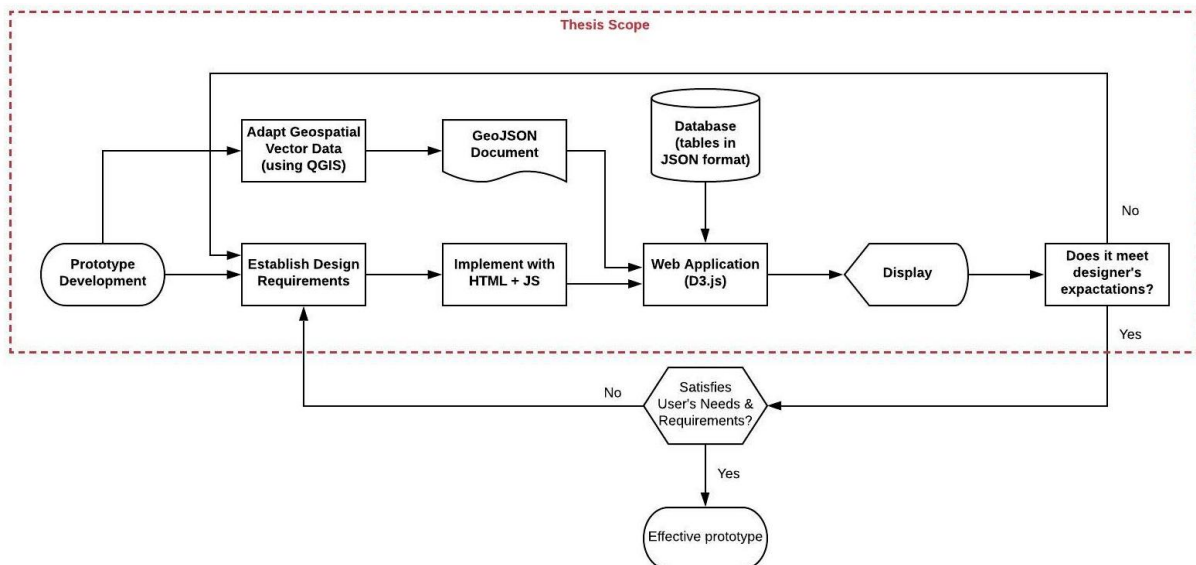 Thesis Scope
Adapt Geospatial
Vector Data
(using QGIS)
GeoJSON
Document
Database
(tables in
JSON format)
No
Prototype
Development
Establish Design
Requirements
Implement with
HTML + JS
Web Application
(D3.js)
Display
Does it meet
designer's
expactations?
Yes
No
Satisfies
User's Needs &
Requirements?
Yes
Effective prototype